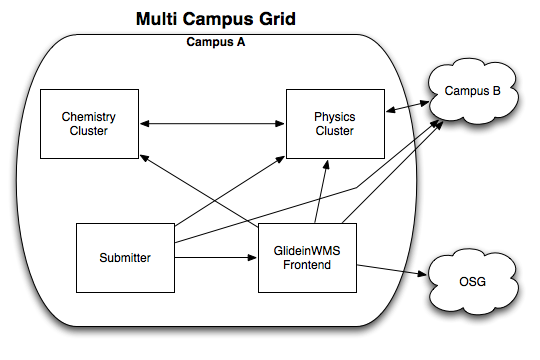 Multi Campus Grid
Campus A
Chemistry
Cluster
Physics
Cluster
Campus B
Submitter
GlideinWMS
Frontend
OSG